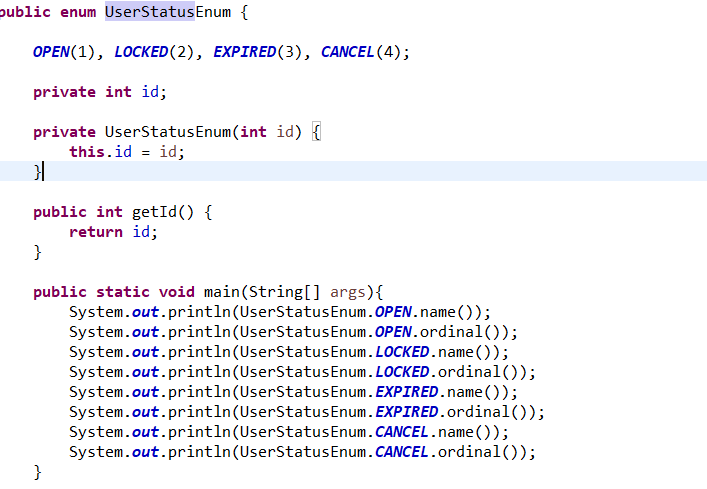 public enum UserStatusEnum {
OPEN(1), LOCKED(2), EXPIRED(3), CANCEL(4);
private int id;
private UserStatusEnum(int id) {
this.id = id;
}
public int getId() {
return id;
}
public static void main(String[] args){
System.out.println(UserStatusEnum.OPEN.name());
System.out.println(UserStatusEnum.OPEN.ordinal());
System.out.println(UserStatusEnum.LOCKED.name());
System.out.println(UserStatusEnum.LOCKED.ordinal());
System.out.println(UserStatusEnum.EXPIRED.name());
System.out.println(UserStatusEnum.EXPIRED.ordinal());
System.out.println(UserStatusEnum.CANCEL.name());
System.out.println(UserStatusEnum.CANCEL.ordinal());
}